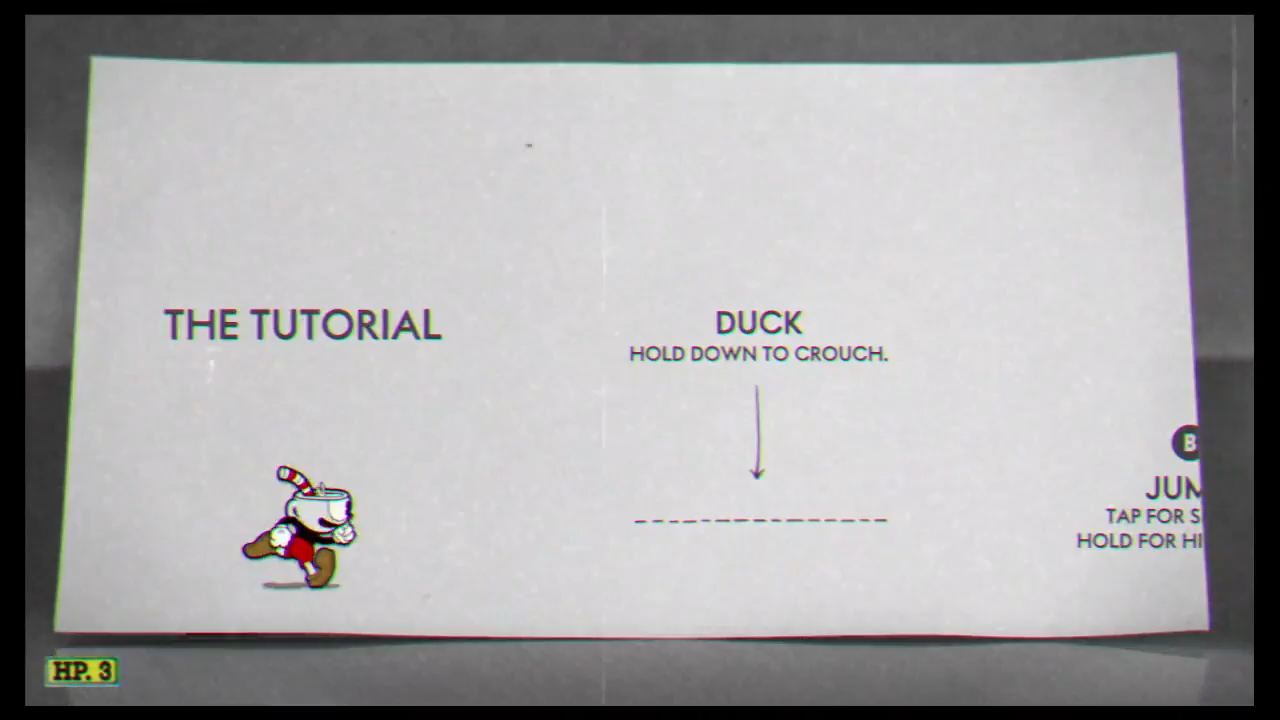 THE TUTORIAL
DUCK
HOLD DOWN TO CROUCH.
B
JUM
TAP FOR S
HOLD FOR HI
HP. 3